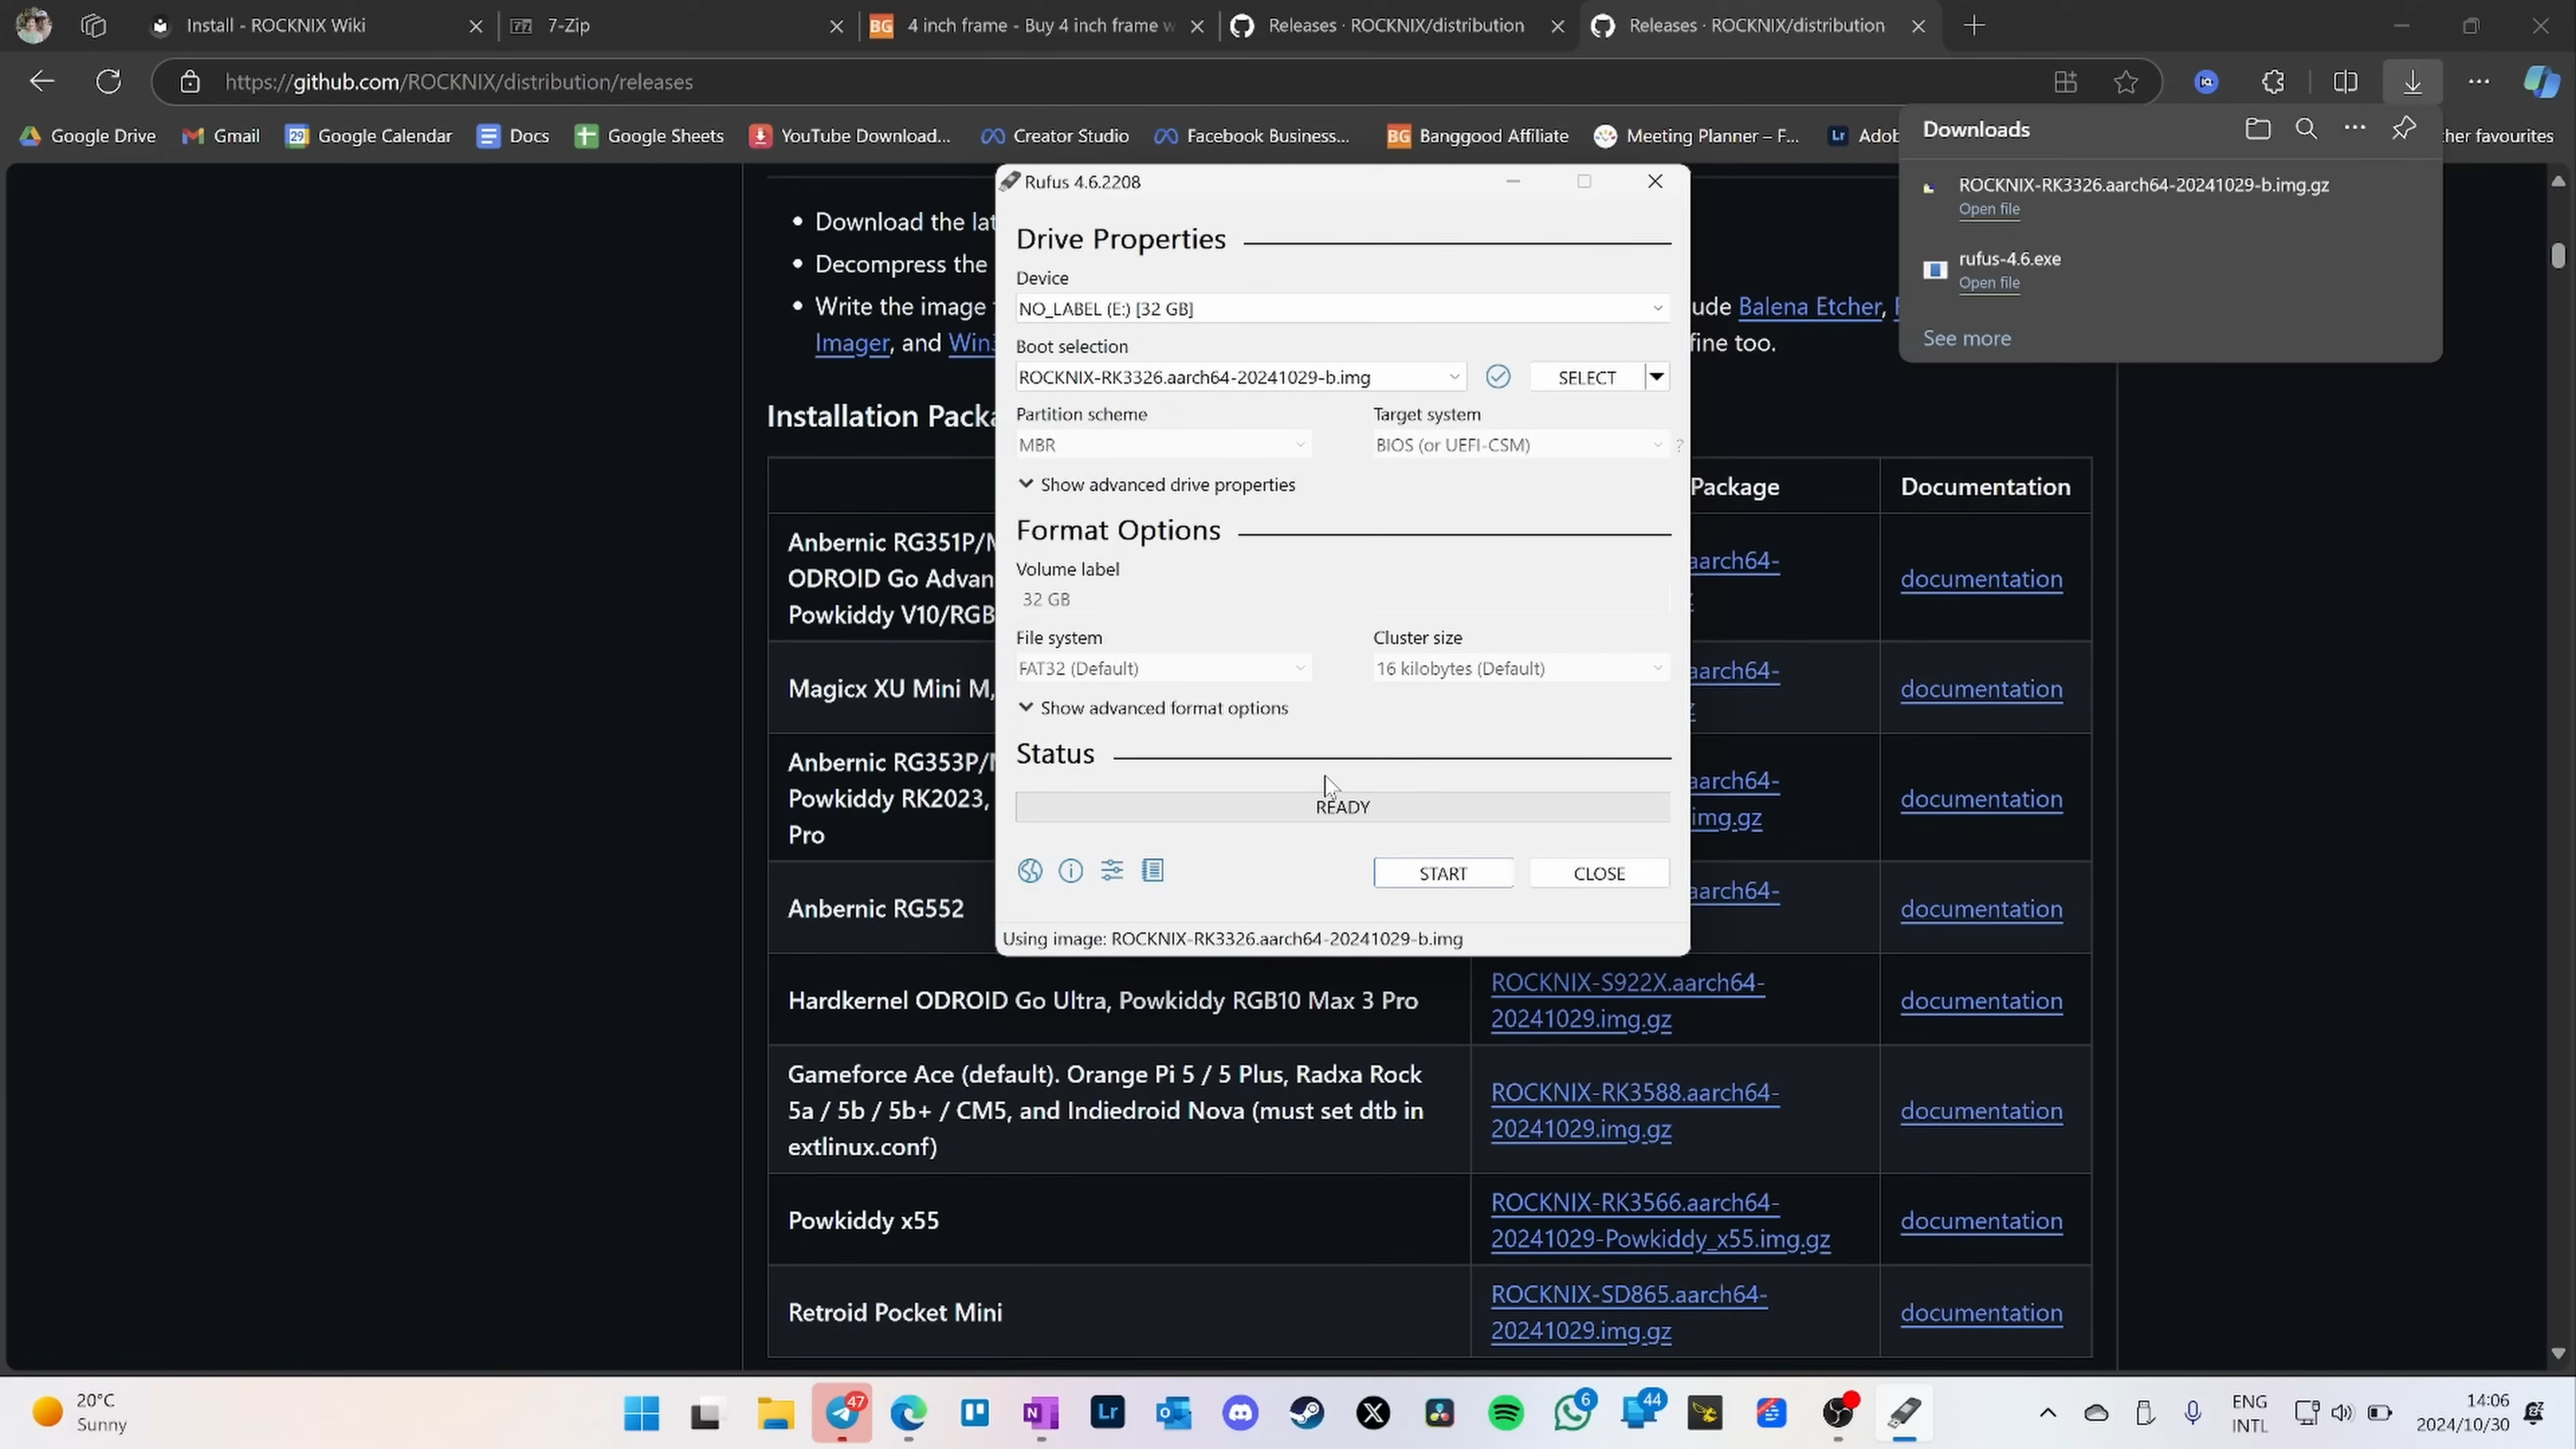 Install - ROCKNIX Wiki
7-Zip
BG 4 inch frame - Buy 4 inch frame w
Releases · ROCKNIX/distribution
Releases · ROCKNIX/distribution
https://github.com/ROCKNIX/distribution/releases
Google Drive
Gmail
Google Calendar
Docs
Google Sheets
YouTube Download...
Creator Studio
Facebook Business...
BG Banggood Affiliate
Meeting Planner – F...
Lr Adob
her favourites
Downloads
ROCKNIX-RK3326.aarch64-20241029-b.img.gz
Open file
rufus-4.6.exe
Open file
See more
Download the lat
Decompress the
Write the image
ude Balena Etcher,
Imager, and Win3
fine too.
Installation Packa
Package
Documentation
Anbernic RG351P/M
ODROID Go Advan
Powkiddy V10/RGB
aarch64-
documentation
Magicx XU Mini M,
aarch64-
documentation
Anbernic RG353P/M
Powkiddy RK2023,
Pro
aarch64-
img.gz
documentation
Anbernic RG552
aarch64-
documentation
Hardkernel ODROID Go Ultra, Powkiddy RGB10 Max 3 Pro
ROCKNIX-S922X.aarch64-
20241029.img.gz
documentation
Gameforce Ace (default). Orange Pi 5 / 5 Plus, Radxa Rock
5a / 5b / 5b+ / CM5, and Indiedroid Nova (must set dtb in
extlinux.conf)
ROCKNIX-RK3588.aarch64-
20241029.img.gz
documentation
Powkiddy x55
ROCKNIX-RK3566.aarch64-
20241029-Powkiddy_x55.img.gz
documentation
Retroid Pocket Mini
ROCKNIX-SD865.aarch64-
20241029.img.gz
documentation
Rufus 4.6.2208
Drive Properties
Device
NO_LABEL (E:) [32 GB]
Boot selection
ROCKNIX-RK3326.aarch64-20241029-b.img
SELECT
Partition scheme
Target system
MBR
BIOS (or UEFI-CSM)
?
Show advanced drive properties
Format Options
Volume label
32 GB
File system
Cluster size
FAT32 (Default)
16 kilobytes (Default)
Show advanced format options
Status
READY
START
CLOSE
Using image: ROCKNIX-RK3326.aarch64-20241029-b.img
20°C
Sunny
47
Lr
6
44
ENG
INTL
14:06
2024/10/30